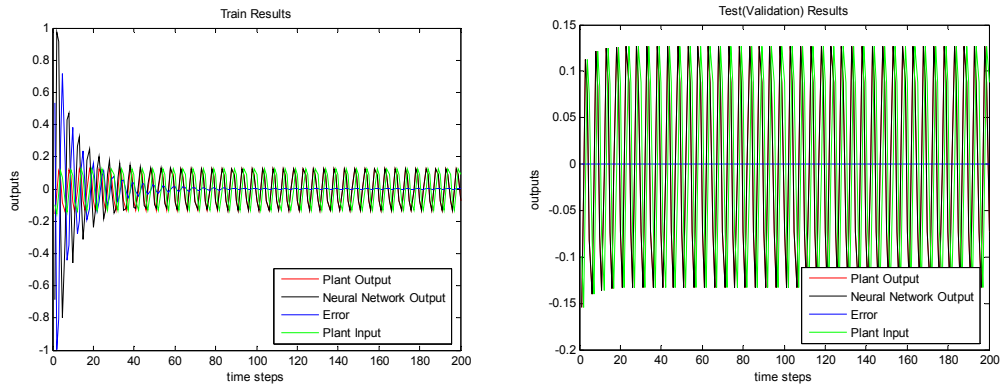 Train Results
1
0.8
0.6
0.4
0.2
0
-0.2
-0.4
-0.6
-0.8
-1
outputs
0 20 40 60 80 100 120 140 160 180 200
time steps
Plant Output
Neural Network Output
Error
Plant Input
Test(Validation) Results
0.15
0.1
0.05
0
-0.05
-0.1
-0.15
-0.2
outputs
0 20 40 60 80 100 120 140 160 180 200
time steps
Plant Output
Neural Network Output
Error
Plant Input